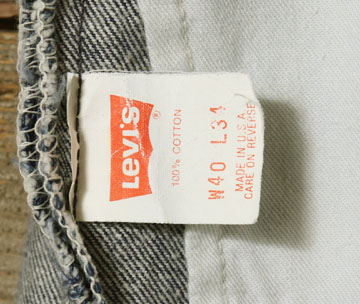 LEVI'S®
100% COTTON
W40 L34
MADE IN U.S.A
CARE ON REVERSE